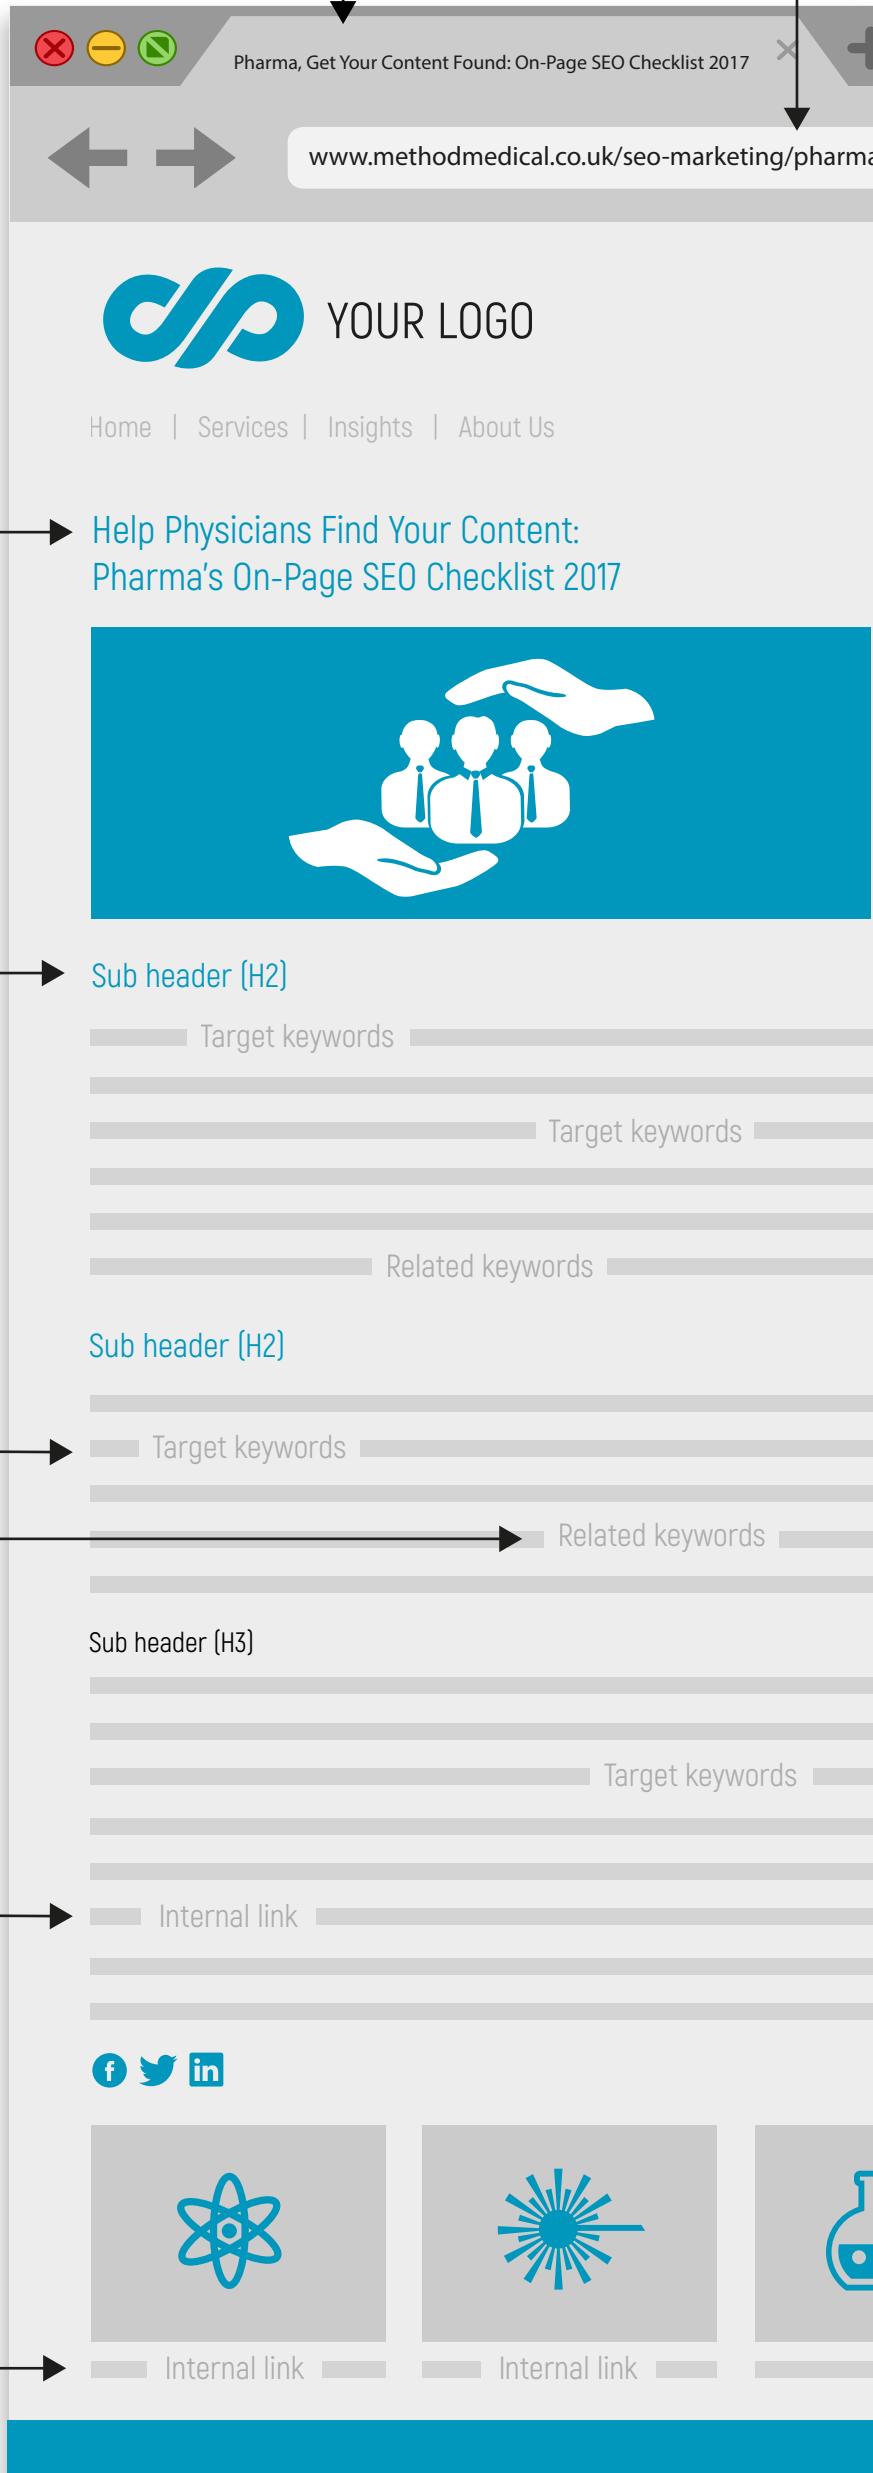 Pharma, Get Your Content Found: On-Page SEO Checklist 2017
www.methodmedical.co.uk/seo-marketing/pharma
YOUR LOGO
Home | Services | Insights | About Us
Help Physicians Find Your Content:
Pharma's On-Page SEO Checklist 2017
Sub header (H2)
Target keywords
Target keywords
Related keywords
Sub header (H2)
Target keywords
Related keywords
Sub header (H3)
Target keywords
Internal link
Internal link Internal link